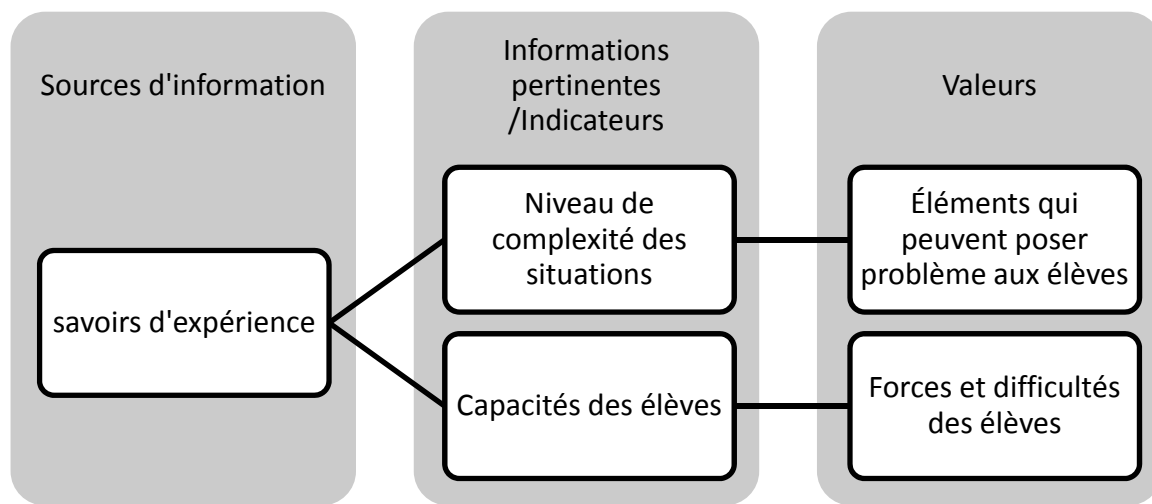 Sources d'information
Informations
pertinentes
/Indicateurs
Valeurs
savoirs d'expérience
Niveau de
complexité des
situations
Éléments qui
peuvent poser
problème aux élèves
Capacités des élèves
Forces et difficultés
des élèves